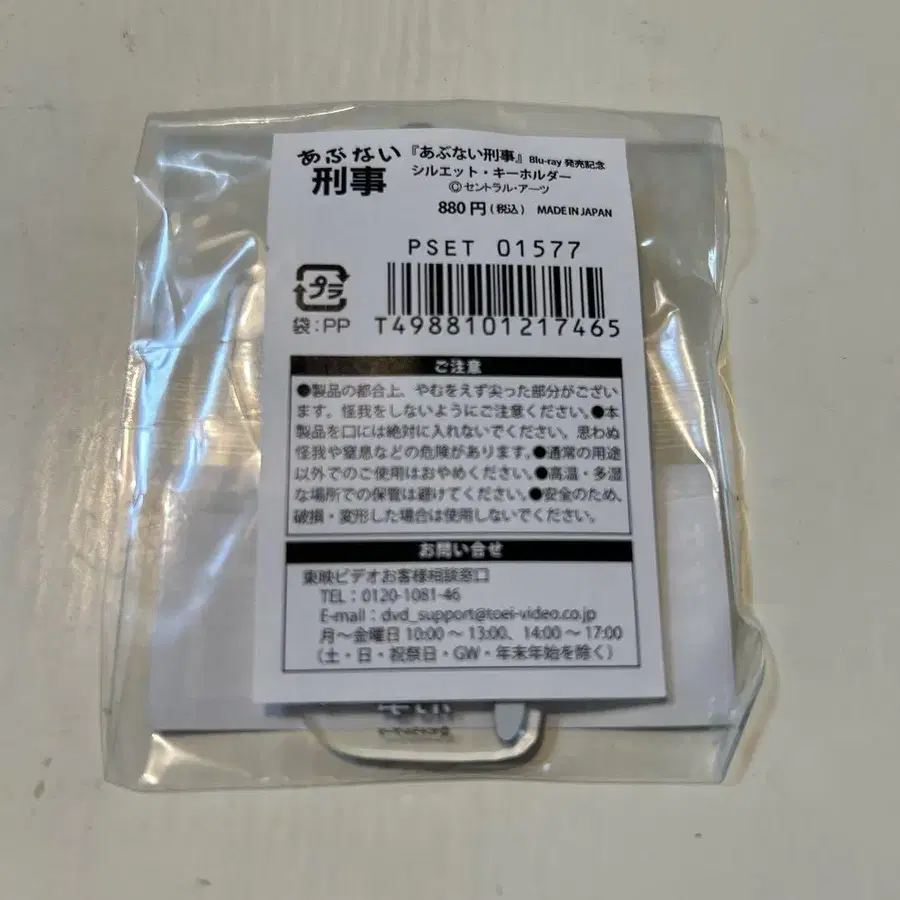 あぶない
刑事
『あぶない刑事』 Blu-ray 発売記念
シルエット・キーホルダー
©セントラル・アーツ
880円(税込) MADE IN JAPAN
PSET 01577
プラ
袋:PP
T4988101217465
ご注意
●製品の都合上、やむをえず尖った部分がござい
ます。怪我をしないようにご注意ください。●本
製品を口には絶対に入れないでください。思わぬ
怪我や窒息などの危険があります。●通常の用途
以外でのご使用はおやめください。●高温・多湿
な場所での保管は避けてください。●安全のため、
破損・変形した場合は使用しないでください。
お問い合せ
東映ビデオお客様相談窓口
TEL:0120-1081-46
E-mail:dvd_support@toei-video.co.jp
月～金曜日 10:00～13:00、14:00～17:00
(土・日・祝祭日・GW・年末年始を除く)